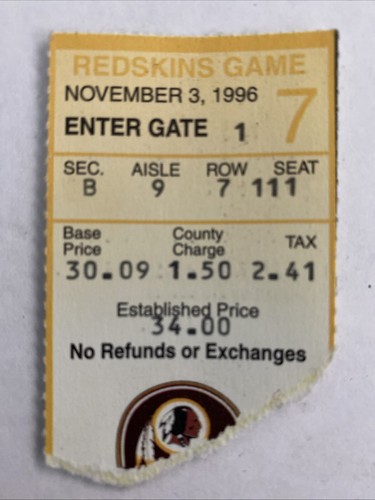 REDSKINS GAME
NOVEMBER 3, 1996 7
ENTER GATE 1
SEC. AISLE ROW SEAT
B 9 7 111
Base Price County Charge TAX
30.09 1.50 2.41
Established Price
34.00
No Refunds or Exchanges